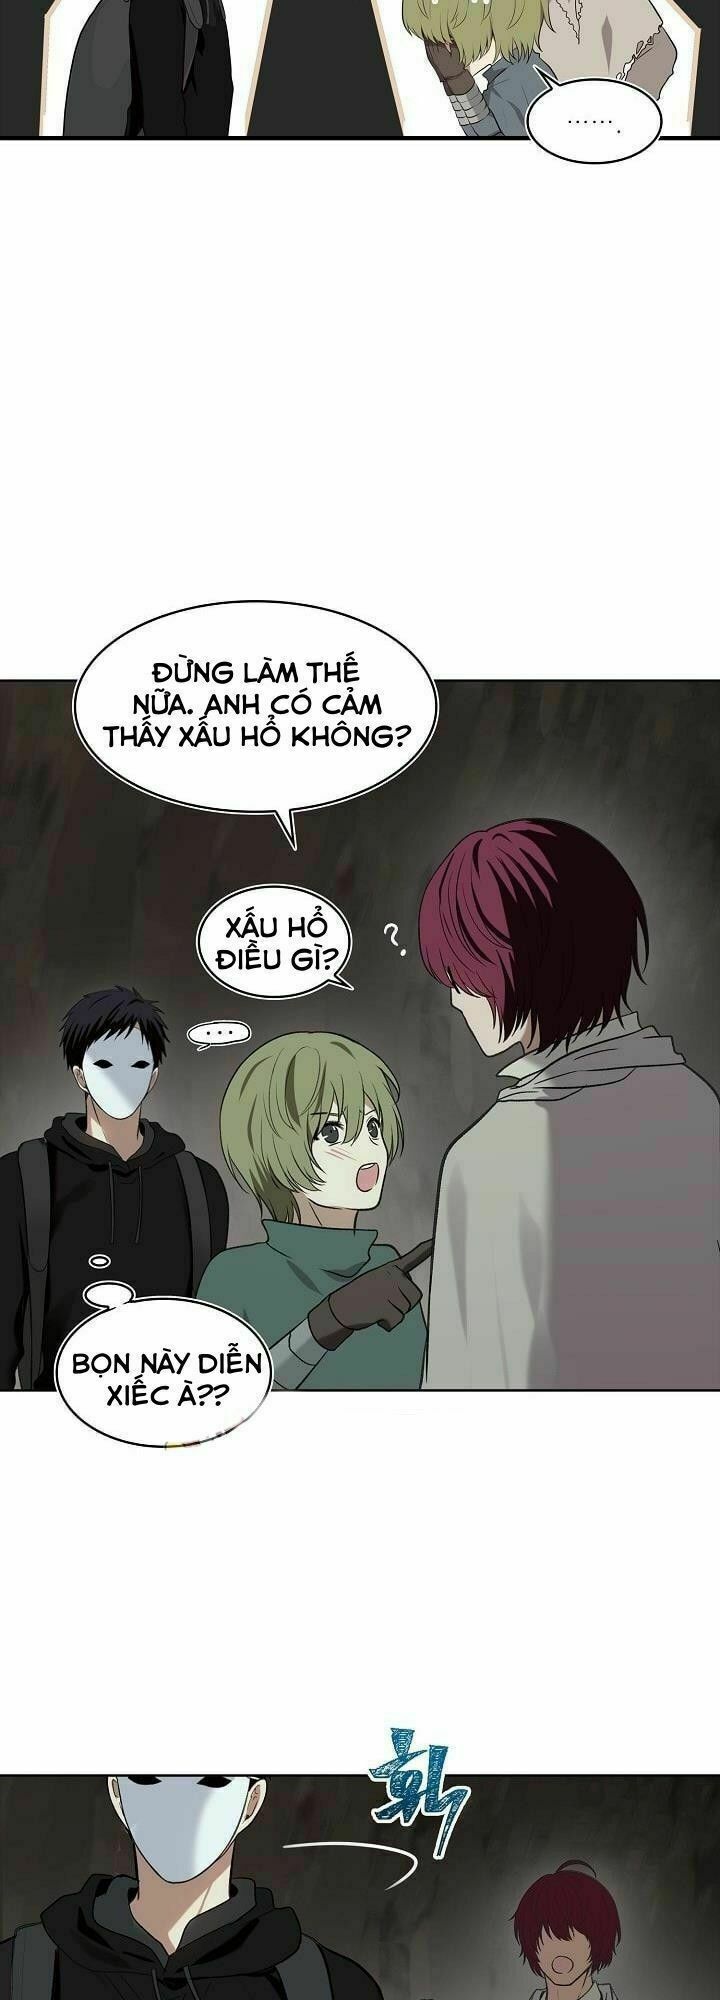 .......
ĐỪNG LÀM THẾ
NỮA. ANH CÓ CẢM
THẤY XẤU HỔ KHÔNG?
XẤU HỔ
ĐIỀU GÌ?
?
...
BỌN NÀY DIỄN
XIẾC À??
휙